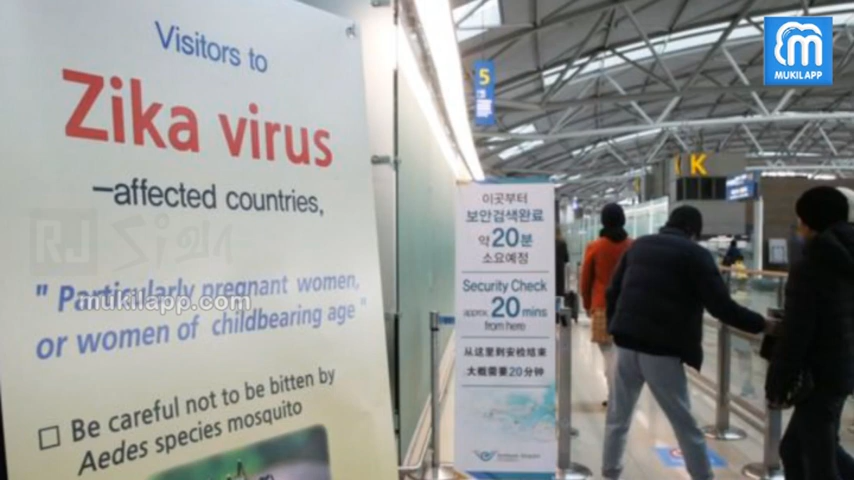 Visitors to
Zika virus
–affected countries,
" Particularly pregnant women,
or women of childbearing age "
□ Be careful not to be bitten by
Aedes species mosquito
mukilapp.com
5
K
MUKILAPP
이곳부터
보안검색완료
약 20분
소요예정
Security Check
approx. 20 mins
from here
从这里到安检结束
大概需要20分钟